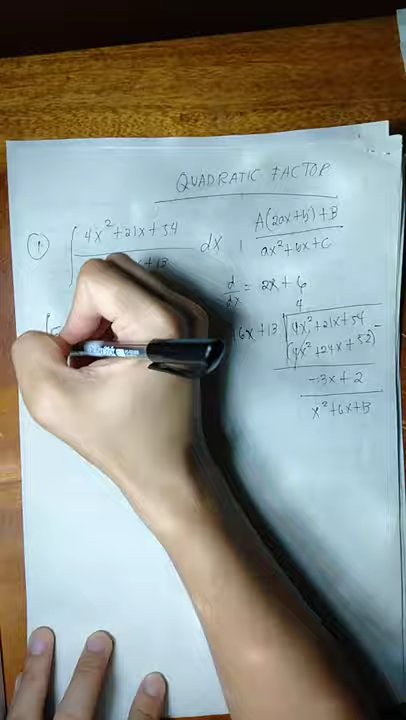 QUADRATIC FACTOR
1 ∫ 4x²+21x+54 dx ; A(2ax+b)+B
+13 ax²+bx+c
d/dx = 2x+6
4
6x+13 4x²+21x+54 -
(4x²+24x+52)
-3x+2
x²+6x+13
∫